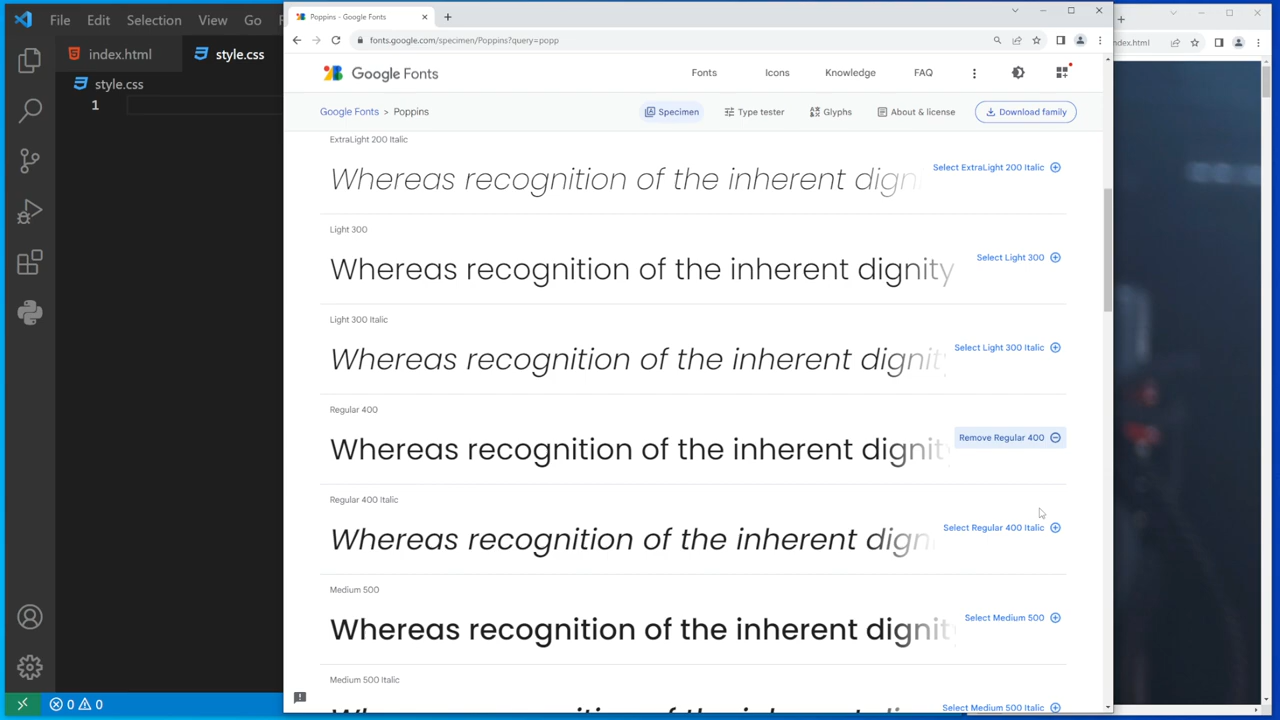 File Edit Selection View Go
index.html
style.css
style.css
1
0 0
Poppins - Google Fonts
fonts.google.com/specimen/Poppins?query=popp
Google Fonts
Fonts Icons Knowledge FAQ
Google Fonts > Poppins
Specimen Type tester Glyphs About & license Download family
ExtraLight 200 Italic
Whereas recognition of the inherent dign
Select ExtraLight 200 Italic
Light 300
Whereas recognition of the inherent dignity
Select Light 300
Light 300 Italic
Whereas recognition of the inherent dignity
Select Light 300 Italic
Regular 400
Whereas recognition of the inherent dignity
Remove Regular 400
Regular 400 Italic
Whereas recognition of the inherent dign
Select Regular 400 Italic
Medium 500
Whereas recognition of the inherent dignit
Select Medium 500
Medium 500 Italic
Select Medium 500 Italic
dex.html